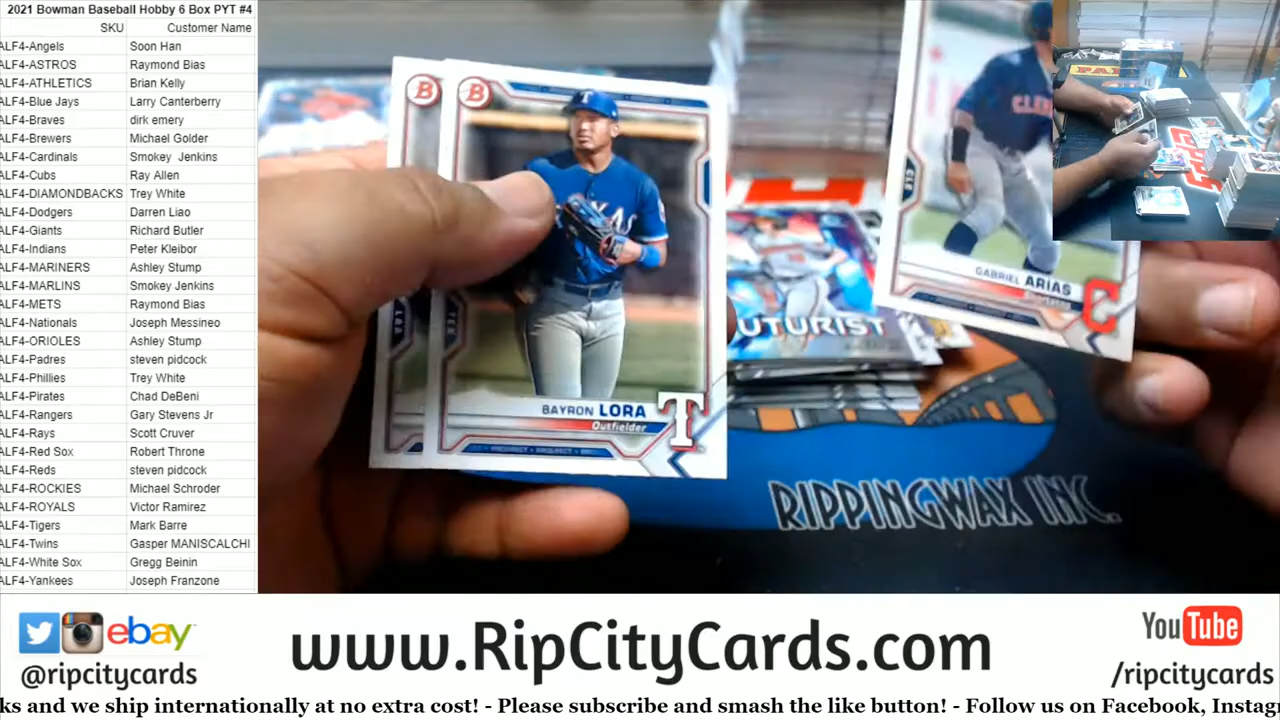 2021 Bowman Baseball Hobby 6 Box PYT #4
SKU Customer Name
ALF4-Angels Soon Han
ALF4-ASTROS Raymond Bias
ALF4-ATHLETICS Brian Kelly
ALF4-Blue Jays Larry Canterberry
ALF4-Braves dirk emery
ALF4-Brewers Michael Golder
ALF4-Cardinals Smokey Jenkins
ALF4-Cubs Ray Allen
ALF4-DIAMONDBACKS Trey White
ALF4-Dodgers Darren Liao
ALF4-Giants Richard Butler
ALF4-Indians Peter Kleibor
ALF4-MARINERS Ashley Stump
ALF4-MARLINS Smokey Jenkins
ALF4-METS Raymond Bias
ALF4-Nationals Joseph Messineo
ALF4-ORIOLES Ashley Stump
ALF4-Padres steven pidcock
ALF4-Phillies Trey White
ALF4-Pirates Chad DeBeni
ALF4-Rangers Gary Stevens Jr
ALF4-Rays Scott Cruver
ALF4-Red Sox Robert Throne
ALF4-Reds steven pidcock
ALF4-ROCKIES Michael Schroder
ALF4-ROYALS Victor Ramirez
ALF4-Tigers Mark Barre
ALF4-Twins Gasper MANISCALCHI
ALF4-White Sox Gregg Beinin
ALF4-Yankees Joseph Franzone
B
B
T
BAYRON LORA
Outfielder
T
UTURIST
CLE
GABRIEL ARIAS
C
RIPPINGWAX INC.
ebay
@ripcitycards
www.RipCityCards.com
YouTube
/ripcitycards
ks and we ship internationally at no extra cost! - Please subscribe and smash the like button! - Follow us on Facebook, Instag